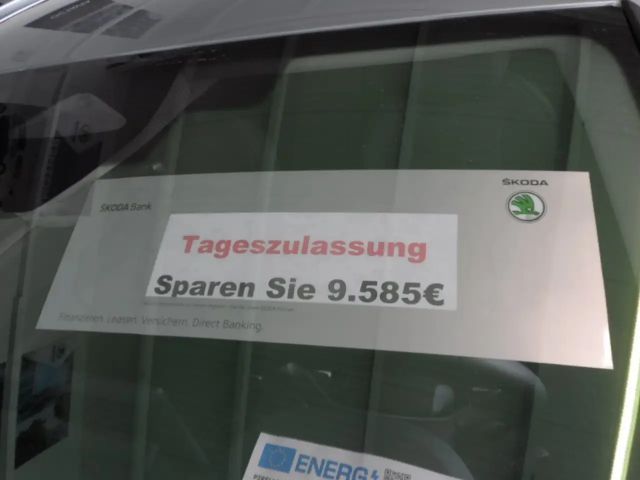 ŠKODA
ŠKODA Bank
Tageszulassung
Sparen Sie 9.585€
Finanzieren. Leasen. Versichern. Direct Banking.
ENERG